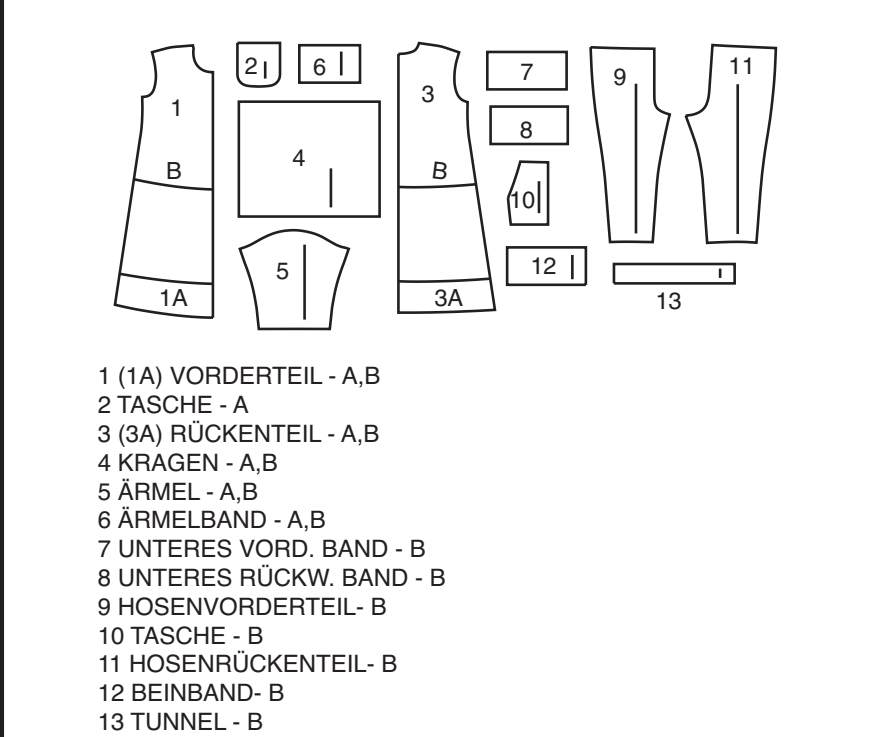 1
2
6
3
7
9
11
4
8
B
B
10
5
12
1A
3A
13
1 (1A) VORDERTEIL - A,B
2 TASCHE - A
3 (3A) RÜCKENTEIL - A,B
4 KRAGEN - A,B
5 ÄRMEL - A,B
6 ÄRMELBAND - A,B
7 UNTERES VORD. BAND - B
8 UNTERES RÜCKW. BAND - B
9 HOSENVORDERTEIL- B
10 TASCHE - B
11 HOSENRÜCKENTEIL- B
12 BEINBAND- B
13 TUNNEL - B